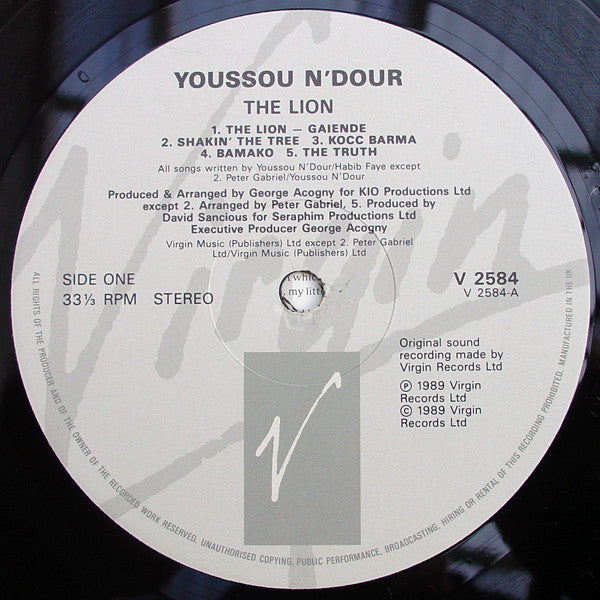 YOUSSOU N'DOUR
THE LION
1. THE LION – GAIENDE
2. SHAKIN' THE TREE 3. KOCC BARMA
4. BAMAKO 5. THE TRUTH
All songs written by Youssou N'Dour/Habib Faye except
2. Peter Gabriel/Youssou N'Dour
Produced & Arranged by George Acogny for KIO Productions Ltd
except 2. Arranged by Peter Gabriel, 5. Produced by
David Sancious for Seraphim Productions Ltd
Executive Producer George Acogny
Virgin Music (Publishers) Ltd except 2. Peter Gabriel
Ltd/Virgin Music (Publishers) Ltd
SIDE ONE
33⅓ RPM STEREO
my
V 2584
V 2584-A
Original sound
recording made by
Virgin Records Ltd
℗ 1989 Virgin
Records Ltd
© 1989 Virgin
Records Ltd
Virgin
V
ALL RIGHTS OF THE PRODUCER AND OF THE OWNER OF THE RECORDED WORK RESERVED. UNAUTHORISED COPYING, PUBLIC PERFORMANCE, BROADCASTING, HIRING OR RENTAL OF THIS RECORDING PROHIBITED. MANUFACTURED IN THE UK